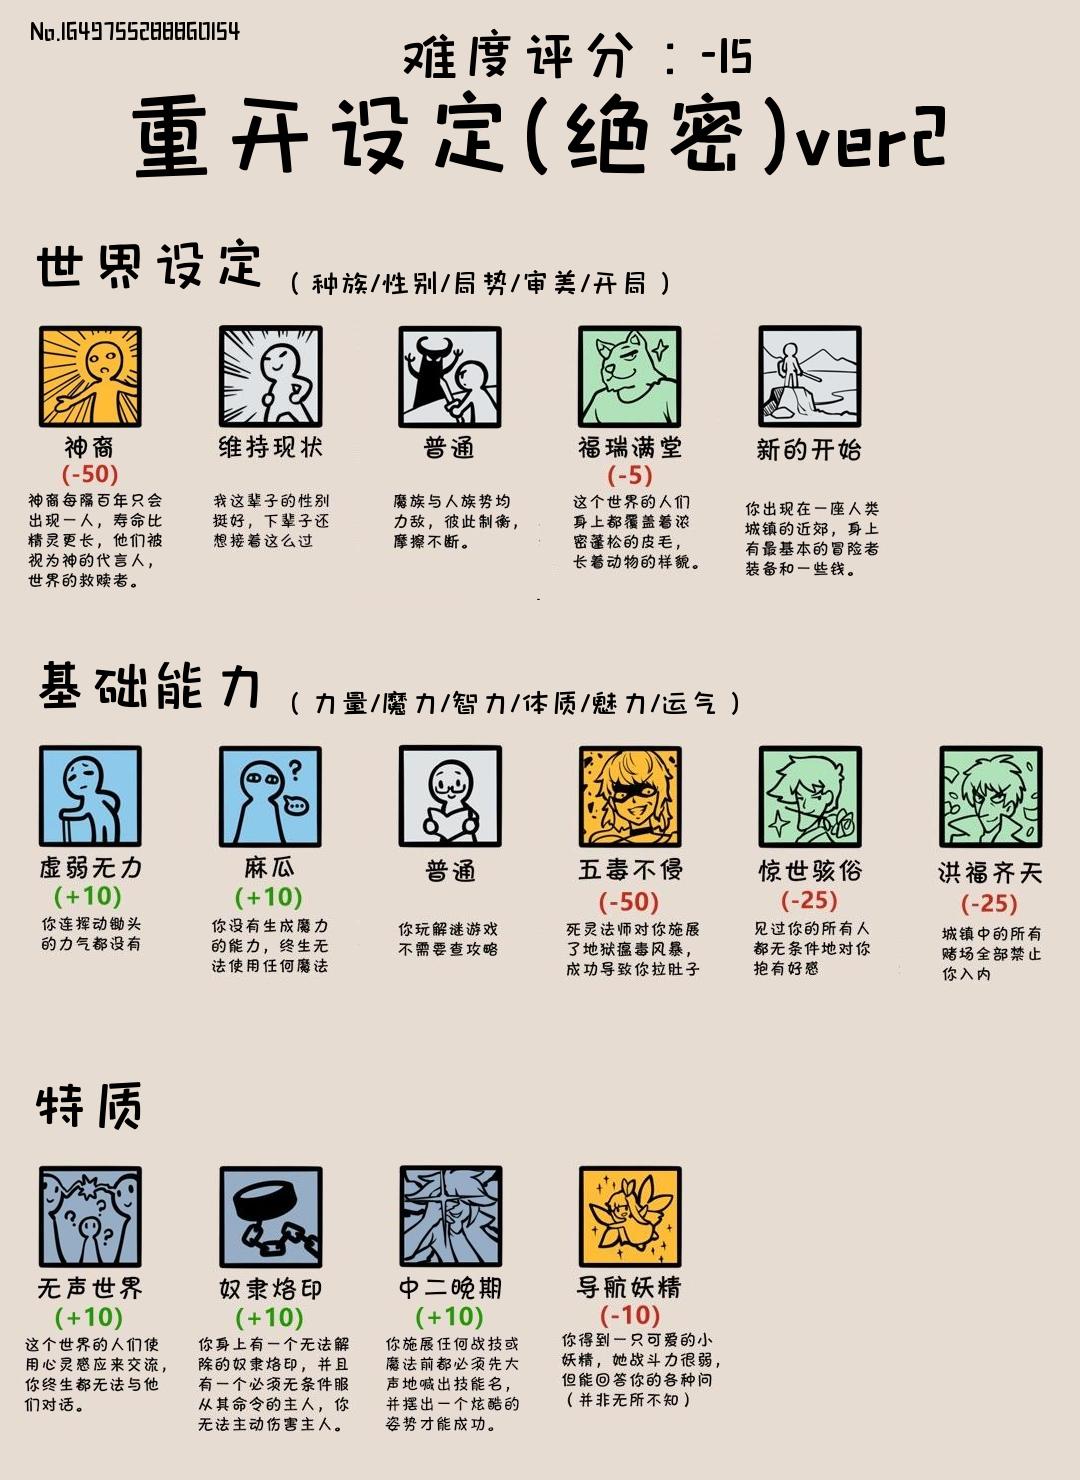 No.1649755288860154
难度评分：-15
重开设定(绝密)ver2
世界设定（种族/性别/局势/审美/开局）
神裔
(-50)
神裔每隔百年只会
出现一人，寿命比
精灵更长，他们被
视为神的代言人，
世界的救赎者。
维持现状
我这辈子的性别
挺好，下辈子还
想接着这么过
普通
魔族与人族势均
力敌，彼此制衡，
摩擦不断。
福瑞满堂
(-5)
这个世界的人们
身上都覆盖着浓
密蓬松的皮毛，
长着动物的样貌。
新的开始
你出现在一座人类
城镇的近郊，身上
有最基本的冒险者
装备和一些钱。
基础能力（力量/魔力/智力/体质/魅力/运气）
虚弱无力
(+10)
你连挥动锄头
的力气都没有
麻瓜
(+10)
你没有生成魔力
的能力，终生无
法使用任何魔法
普通
你玩解谜游戏
不需要查攻略
五毒不侵
(-50)
死灵法师对你施展
了地狱瘟毒风暴，
成功导致你拉肚子
惊世骇俗
(-25)
见过你的所有人
都无条件地对你
抱有好感
洪福齐天
(-25)
城镇中的所有
赌场全部禁止
你入内
特质
无声世界
(+10)
这个世界的人们使
用心灵感应来交流，
你终生都无法与他
们对话。
奴隶烙印
(+10)
你身上有一个无法解
除的奴隶烙印，并且
有一个必须无条件服
从其命令的主人，你
无法主动伤害主人。
中二晚期
(+10)
你施展任何战技或
魔法前都必须先大
声地喊出技能名，
并摆出一个炫酷的
姿势才能成功。
导航妖精
(-10)
你得到一只可爱的小
妖精，她战斗力很弱，
但能回答你的各种问
（并非无所不知）